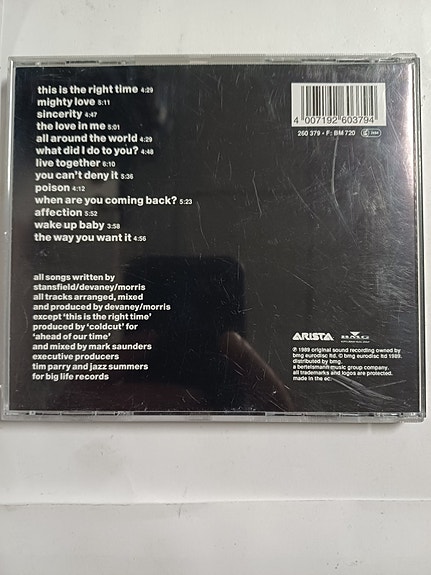 this is the right time 4:29
mighty love 5:11
sincerity 4:47
the love in me 5:01
all around the world 4:29
what did I do to you? 4:48
live together 6:10
you can't deny it 5:36
poison 4:12
when are you coming back? 5:23
affection 5:52
wake up baby 3:58
the way you want it 4:56
4 007192 603794
260 379 • F: BM 720
all songs written by
stansfield/devaney/morris
all tracks arranged, mixed
and produced by devaney/morris
except 'this is the right time'
produced by 'coldcut' for
'ahead of our time'
and mixed by mark saunders
executive producers
tim parry and jazz summers
for big life records
ARISTA BMG
℗ 1989 original sound recording owned by
bmg eurodisc ltd. © bmg eurodisc ltd 1989.
distributed by bmg.
a bertelsmann music group company.
all trademarks and logos are protected.
made in the ec.